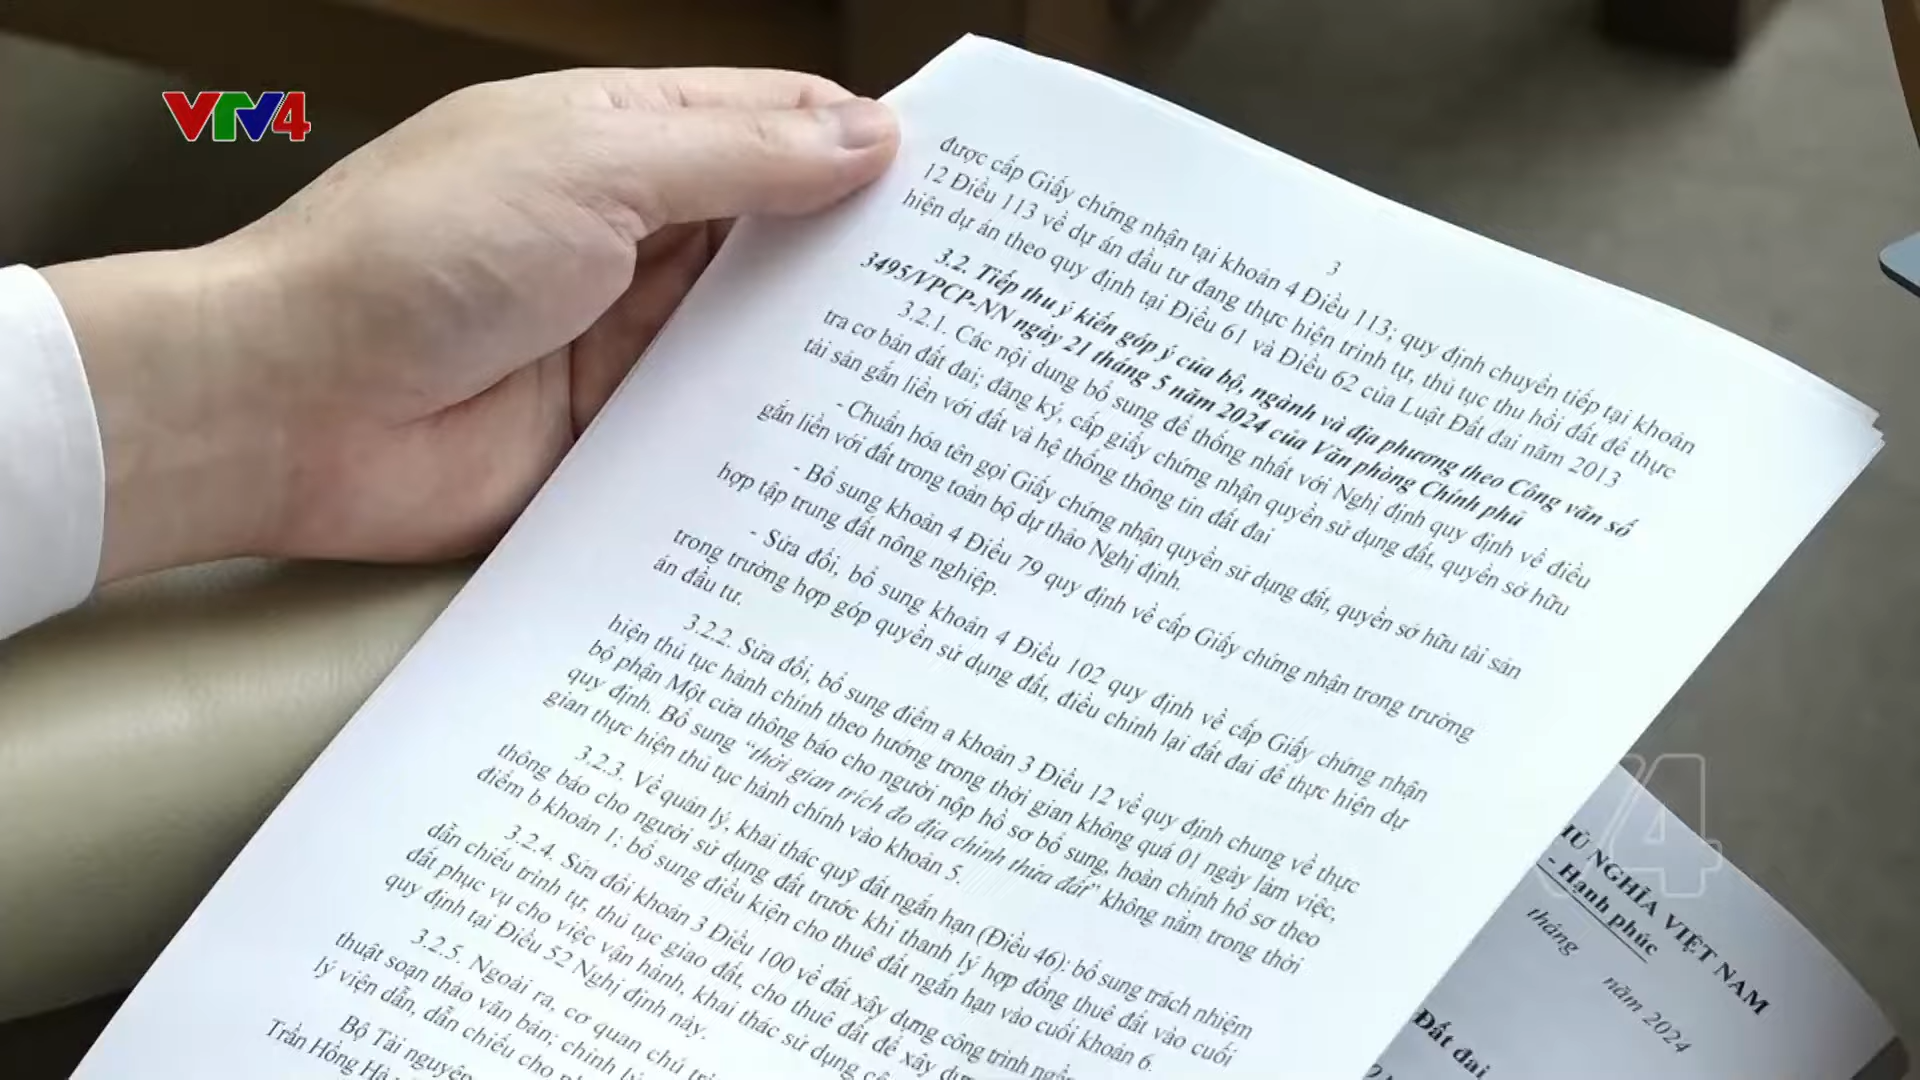 VTV4
3
được cấp Giấy chứng nhận tại khoản 4 Điều 113; quy định chuyển tiếp tại khoản
12 Điều 113 về dự án đầu tư đang thực hiện trình tự, thủ tục thu hồi đất để thực
hiện dự án theo quy định tại Điều 61 và Điều 62 của Luật Đất đai năm 2013
3.2. Tiếp thu ý kiến góp ý của bộ, ngành và địa phương theo Công văn số
3495/VPCP-NN ngày 21 tháng 5 năm 2024 của Văn phòng Chính phủ
3.2.1. Các nội dung bổ sung để thống nhất với Nghị định quy định về điều
tra cơ bản đất đai; đăng ký, cấp giấy chứng nhận quyền sử dụng đất, quyền sở hữu
tài sản gắn liền với đất và hệ thống thông tin đất đai
- Chuẩn hóa tên gọi Giấy chứng nhận quyền sử dụng đất, quyền sở hữu tài sản
gắn liền với đất trong toàn bộ dự thảo Nghị định.
- Bổ sung khoản 4 Điều 79 quy định về cấp Giấy chứng nhận trong trường
hợp tập trung đất nông nghiệp.
- Sửa đổi, bổ sung khoản 4 Điều 102 quy định về cấp Giấy chứng nhận
trong trường hợp góp quyền sử dụng đất, điều chỉnh lại đất đai để thực hiện dự
án đầu tư.
3.2.2. Sửa đổi, bổ sung điểm a khoản 3 Điều 12 về quy định chung về thực
hiện thủ tục hành chính theo hướng trong thời gian không quá 01 ngày làm việc,
bộ phận Một cửa thông báo cho người nộp hồ sơ bổ sung, hoàn chỉnh hồ sơ theo
quy định. Bổ sung “thời gian trích đo địa chính thửa đất” không nằm trong thời
gian thực hiện thủ tục hành chính vào khoản 5.
3.2.3. Về quản lý, khai thác quỹ đất ngắn hạn (Điều 46): bổ sung trách nhiệm
thông báo cho người sử dụng đất trước khi thanh lý hợp đồng thuê đất vào cuối
điểm b khoản 1; bổ sung điều kiện cho thuê đất ngắn hạn vào cuối khoản 6.
3.2.4. Sửa đổi khoản 3 Điều 100 về đất xây dựng công trình ngầm
dẫn chiếu trình tự, thủ tục giao đất, cho thuê đất để xây dựng
đất phục vụ cho việc vận hành, khai thác sử dụng
quy định tại Điều 52 Nghị định này.
3.2.5. Ngoài ra, cơ quan chủ trì
thuật soạn thảo văn bản; chỉnh lý
lý viện dẫn, dẫn chiếu cho
Bộ Tài nguyên
Trần Hồng Hà
NGHĨA VIỆT NAM
- Hạnh phúc
tháng năm 2024
Đất đai